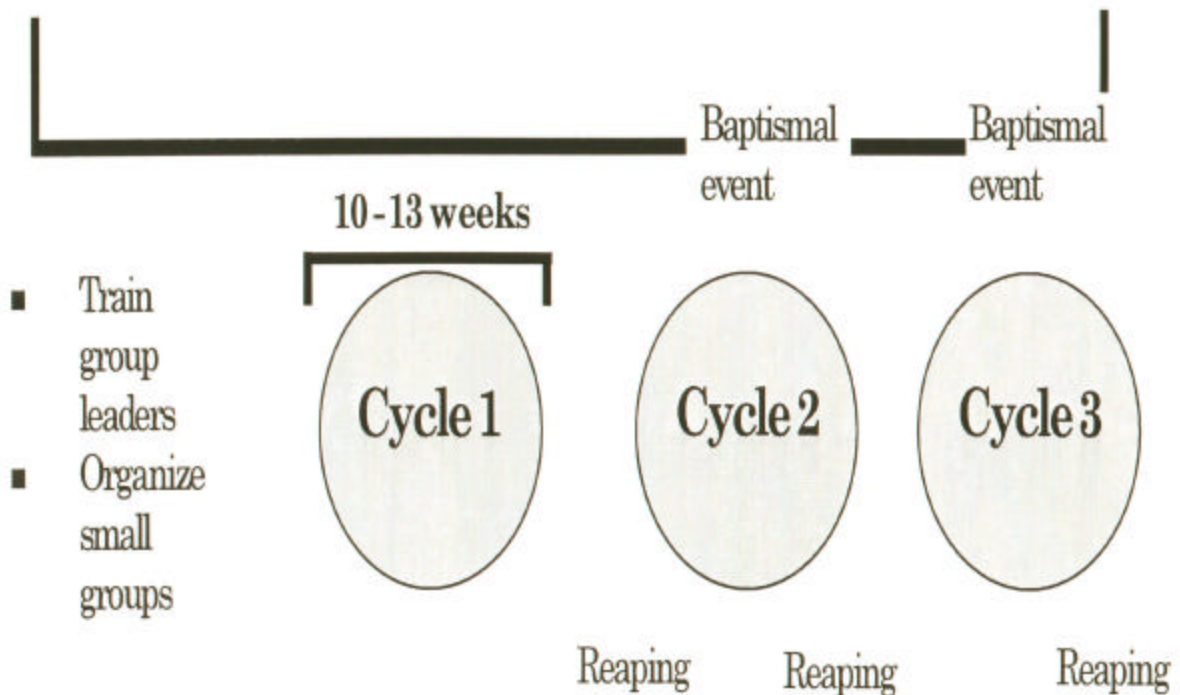 Baptismal
event
Baptismal
event
10-13 weeks
▪ Train
group
leaders
▪ Organize
small
groups
Cycle 1
Cycle 2
Cycle 3
Reaping
Reaping
Reaping